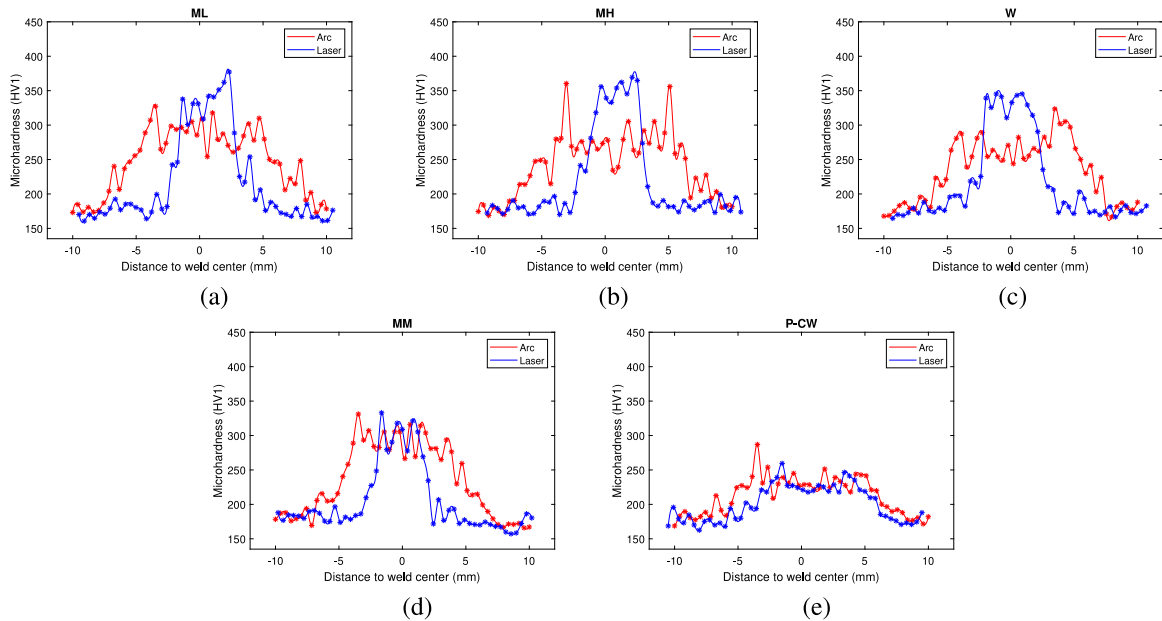 ML
450
400
350
300
250
200
150
Microhardness (HV1)
-10 -5 0 5 10
Distance to weld center (mm)
Arc
Laser
(a)
MH
450
400
350
300
250
200
150
Microhardness (HV1)
-10 -5 0 5 10
Distance to weld center (mm)
Arc
Laser
(b)
W
450
400
350
300
250
200
150
Microhardness (HV1)
-10 -5 0 5 10
Distance to weld center (mm)
Arc
Laser
(c)
MM
450
400
350
300
250
200
150
Microhardness (HV1)
-10 -5 0 5 10
Distance to weld center (mm)
Arc
Laser
(d)
P-CW
450
400
350
300
250
200
150
Microhardness (HV1)
-10 -5 0 5 10
Distance to weld center (mm)
Arc
Laser
(e)